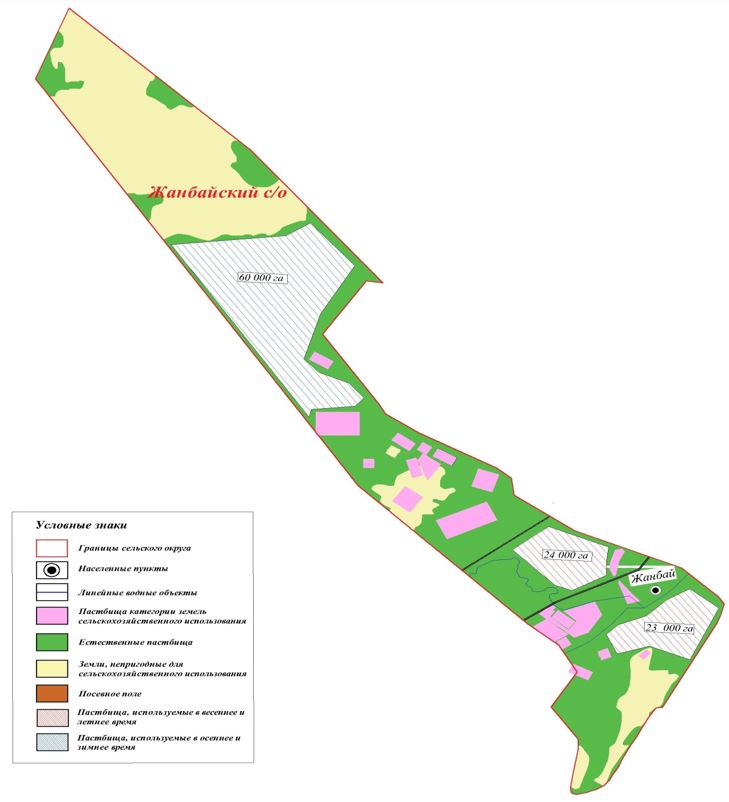 Жанбайский с/о
60 000 га
24 000 га
Жанбай
23 000 га
Условные знаки
Границы сельского округа
Населенные пункты
Линейные водные объекты
Пастбища категории земель
сельскохозяйственного использования
Естественные пастбища
Земли, непригодные для
сельскохозяйственного использования
Посевное поле
Пастбища, используемые в весеннее и
летнее время
Пастбища, используемые в осеннее и
зимнее время